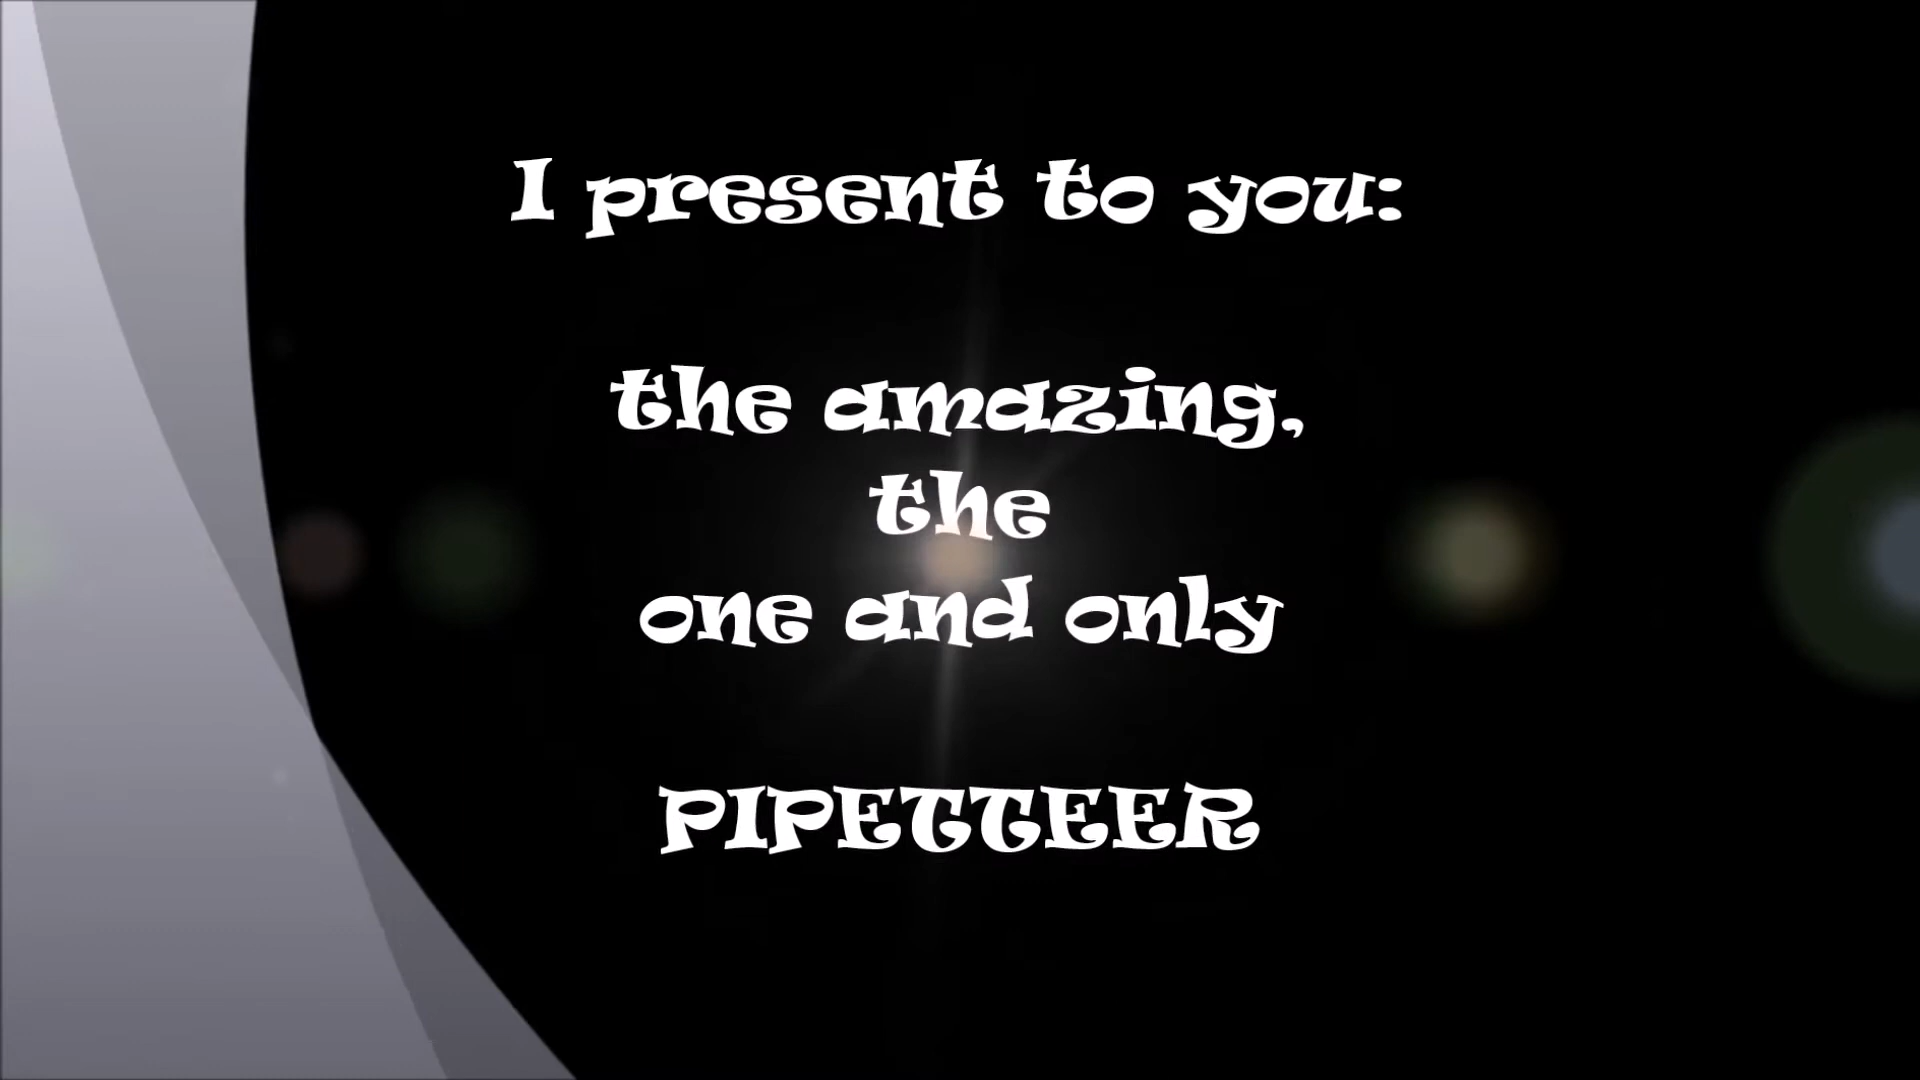 I present to you:
the amazing,
the
one and only
PIPETTEER